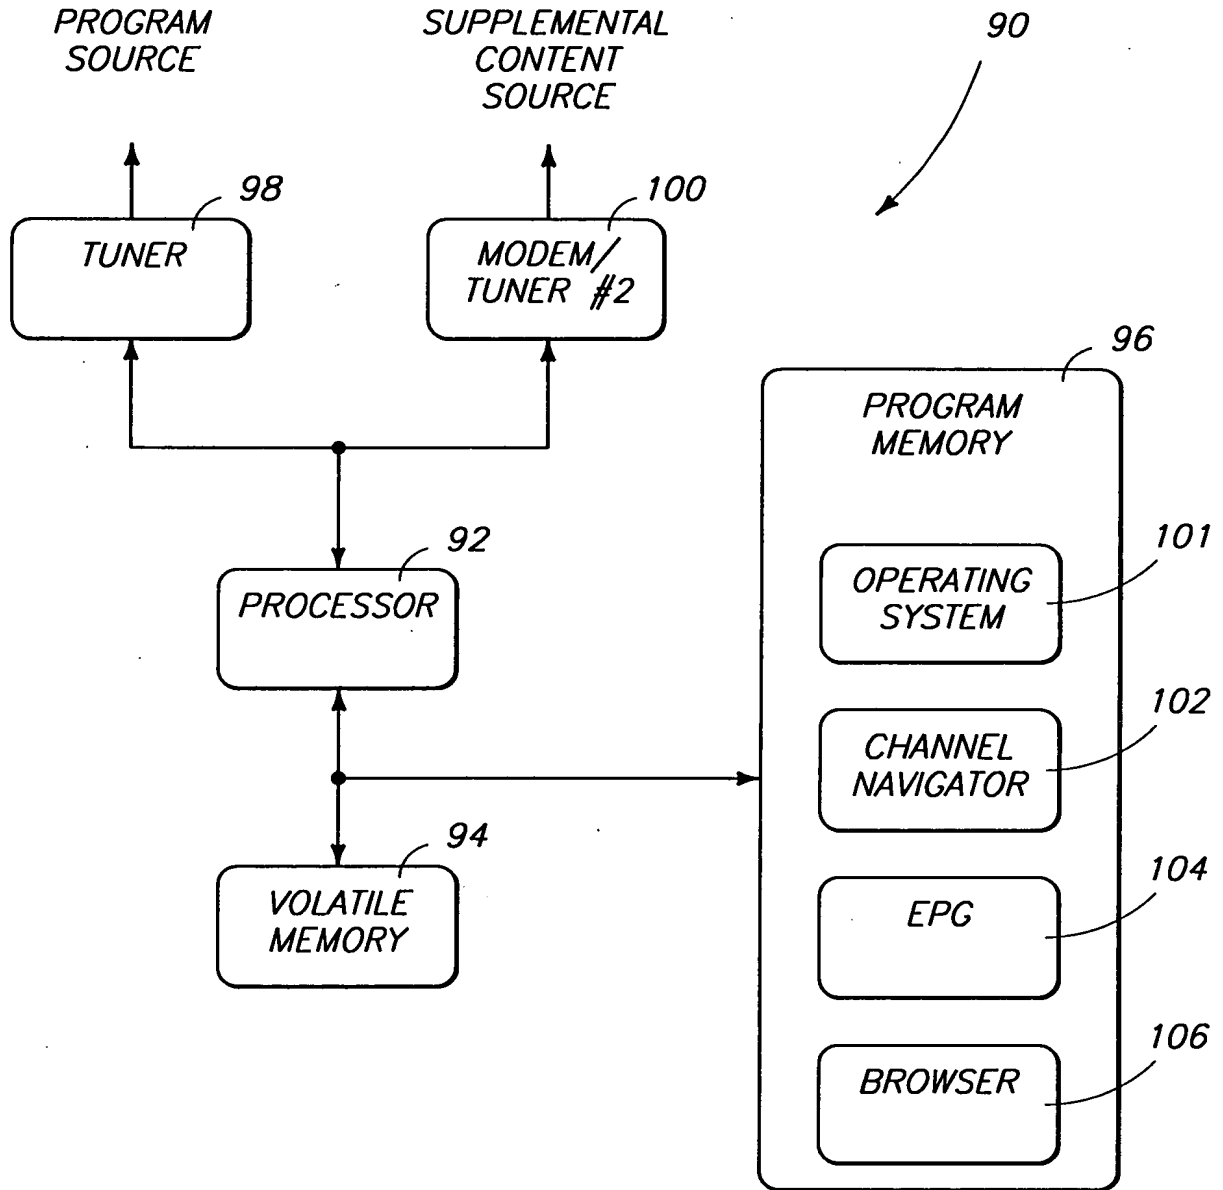 PROGRAM
SOURCE
SUPPLEMENTAL
CONTENT
SOURCE
90
98
TUNER
100
MODEM/
TUNER #2
96
PROGRAM
MEMORY
92
PROCESSOR
101
OPERATING
SYSTEM
102
CHANNEL
NAVIGATOR
94
VOLATILE
MEMORY
104
EPG
106
BROWSER